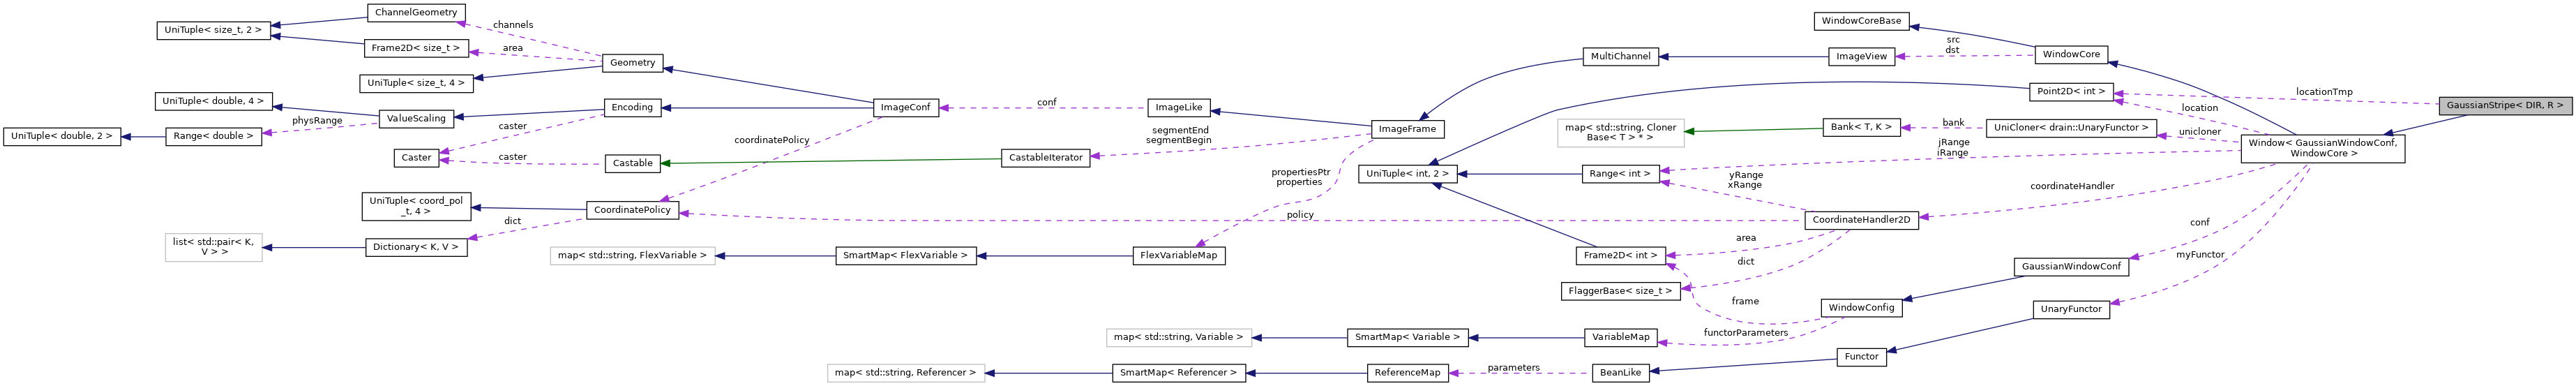 ChannelGeometry
UniTuple< size_t, 2 >
channels
Frame2D< size_t >
area
Geometry
UniTuple< size_t, 4 >
UniTuple< double, 4 >
Encoding
ValueScaling
physRange
UniTuple< double, 2 >
Range< double >
caster
Caster
caster
Castable
UniTuple< coord_pol
_t, 4 >
CoordinatePolicy
dict
list< std::pair< K,
V > >
Dictionary< K, V >
ImageConf
conf
ImageLike
coordinatePolicy
segmentEnd
segmentBegin
CastableIterator
ImageFrame
propertiesPtr
properties
map< std::string, FlexVariable >
SmartMap< FlexVariable >
FlexVariableMap
policy
MultiChannel
ImageView
src
dst
WindowCoreBase
WindowCore
Point2D< int >
locationTmp
location
GaussianStripe< DIR, R >
map< std::string, Cloner
Base< T > * >
Bank< T, K >
bank
UniCloner< drain::UnaryFunctor >
unicloner
Window< GaussianWindowConf,
WindowCore >
UniTuple< int, 2 >
Range< int >
jRange
iRange
yRange
xRange
coordinateHandler
CoordinateHandler2D
conf
area
Frame2D< int >
dict
FlaggerBase< size_t >
GaussianWindowConf
myFunctor
frame
WindowConfig
UnaryFunctor
functorParameters
map< std::string, Variable >
SmartMap< Variable >
VariableMap
Functor
map< std::string, Referencer >
SmartMap< Referencer >
ReferenceMap
parameters
BeanLike